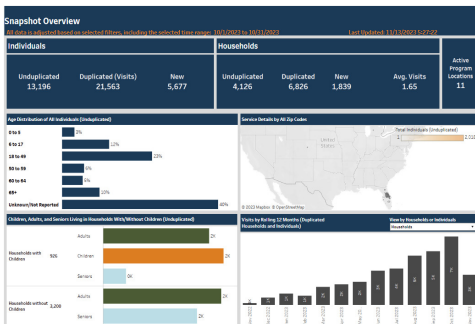 Snapshot Overview
All data is adjusted based on selected filters, including the selected time range: 10/1/2023 to 10/31/2023
Last Updated: 11/13/2023 5:27:22
Individuals
Households
Unduplicated
Duplicated (Visits)
New
Unduplicated
Duplicated
New
Avg. Visits
Active Program Locations
13,196
21,563
5,677
4,126
6,826
1,839
1.65
11
Age Distribution of All Individuals (Unduplicated)
Service Details by All Zip Codes
0 to 5
6 to 17
12%
18 to 49
23%
60 to 64
65+
10%
Unknown/Not Reported
Total Individuals (Unduplicated)
1
United States
© 2023 Mapbox © OpenStreetMap
Children, Adults, and Seniors Living in Households With/Without Children (Unduplicated)
Visits by Rolling 12 Months (Duplicated Households and Individuals)
View by Households or Individuals
Households
Households with Children
926
Adults
2K
Children
2K
Seniors
0K
Households without Children
3,200
Adults
2K
Seniors
2K